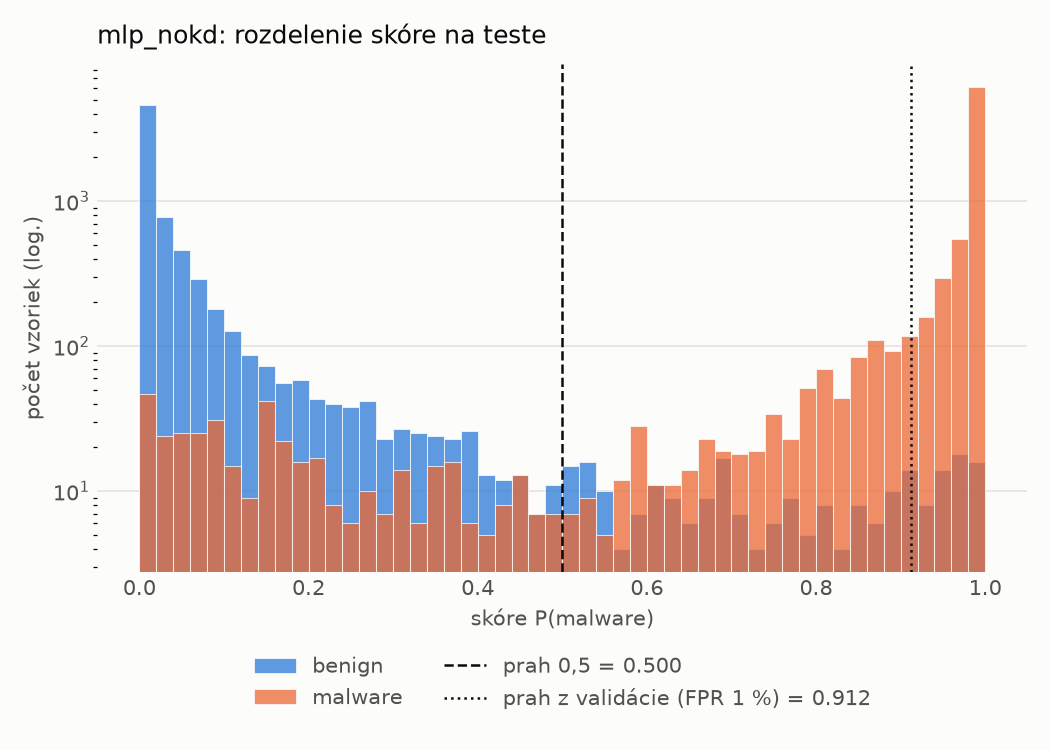 mlp_nokd: rozdelenie skóre na teste
počet vzoriek (log.)
10³
10²
10¹
0.0 0.2 0.4 0.6 0.8 1.0
skóre P(malware)
benign prah 0,5 = 0.500
malware prah z validácie (FPR 1 %) = 0.912